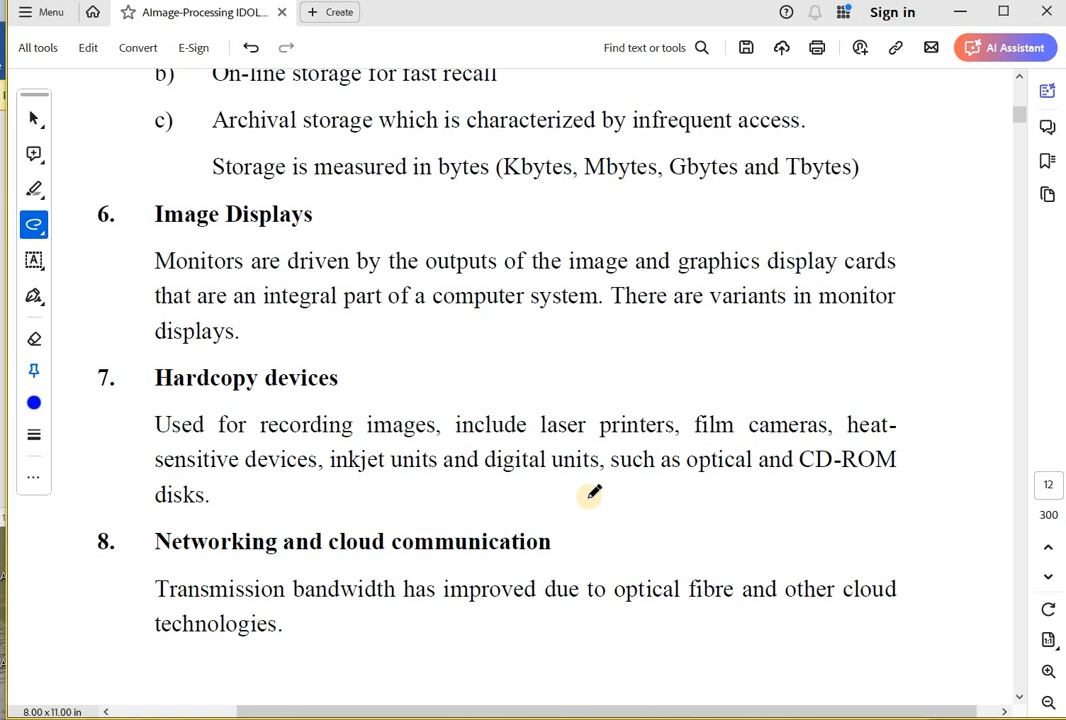 Menu
AImage-Processing IDOL...
Create
Sign in
All tools
Edit
Convert
E-Sign
Find text or tools
AI Assistant
b) On-line storage for fast recall
c) Archival storage which is characterized by infrequent access.
Storage is measured in bytes (Kbytes, Mbytes, Gbytes and Tbytes)
6. Image Displays
Monitors are driven by the outputs of the image and graphics display cards
that are an integral part of a computer system. There are variants in monitor
displays.
7. Hardcopy devices
Used for recording images, include laser printers, film cameras, heat-
sensitive devices, inkjet units and digital units, such as optical and CD-ROM
disks.
8. Networking and cloud communication
Transmission bandwidth has improved due to optical fibre and other cloud
technologies.
12
300
8.00 x 11.00 in